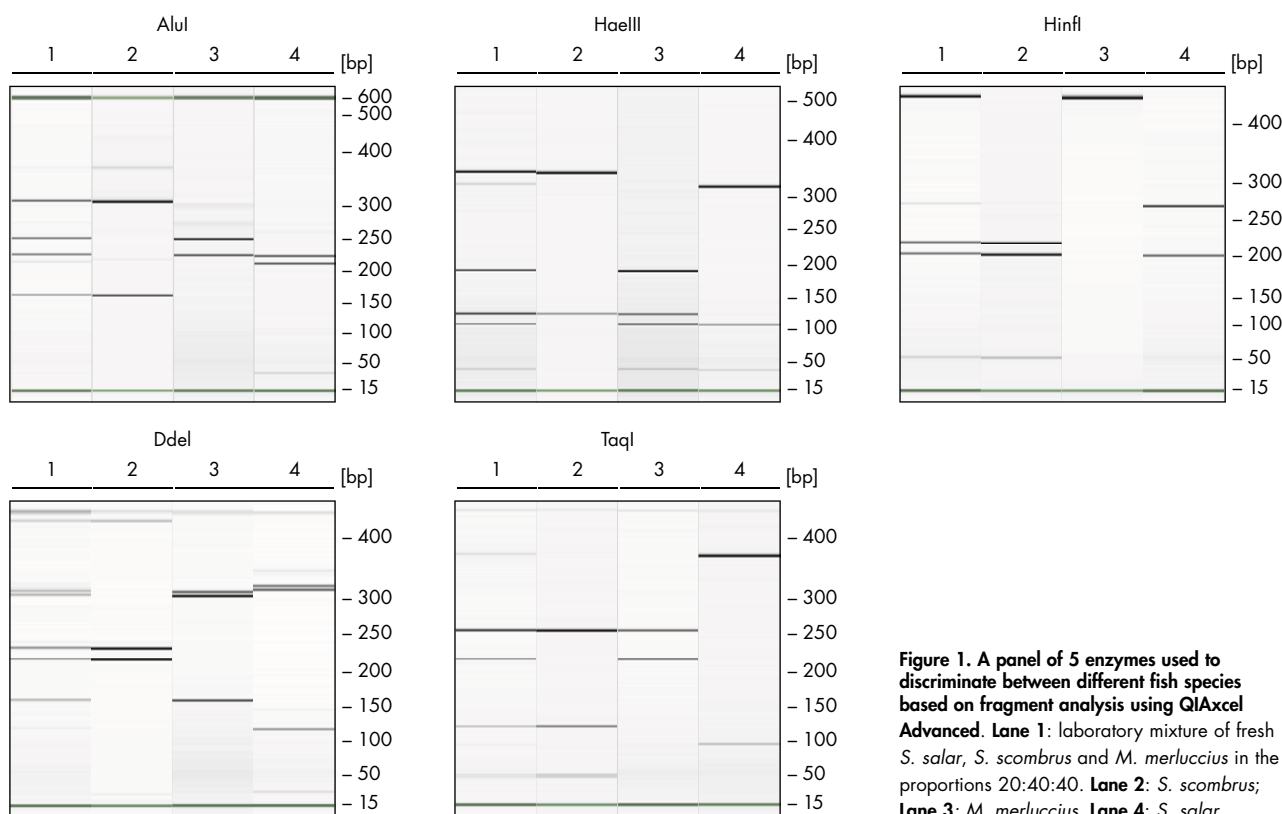 AluI
1 2 3 4 [bp]
– 600
– 500
– 400
– 300
– 250
– 200
– 150
– 100
– 50
– 15
HaeIII
1 2 3 4 [bp]
– 500
– 400
– 300
– 250
– 200
– 150
– 100
– 50
– 15
HinfI
1 2 3 4 [bp]
– 400
– 300
– 250
– 200
– 150
– 100
– 50
– 15
DdeI
1 2 3 4 [bp]
– 400
– 300
– 250
– 200
– 150
– 100
– 50
– 15
TaqI
1 2 3 4 [bp]
– 400
– 300
– 250
– 200
– 150
– 100
– 50
– 15
Figure 1. A panel of 5 enzymes used to
discriminate between different fish species
based on fragment analysis using QIAxcel
Advanced. Lane 1: laboratory mixture of fresh
S. salar, S. scombrus and M. merluccius in the
proportions 20:40:40. Lane 2: S. scombrus;
Lane 3: M. merluccius, Lane 4: S. salar